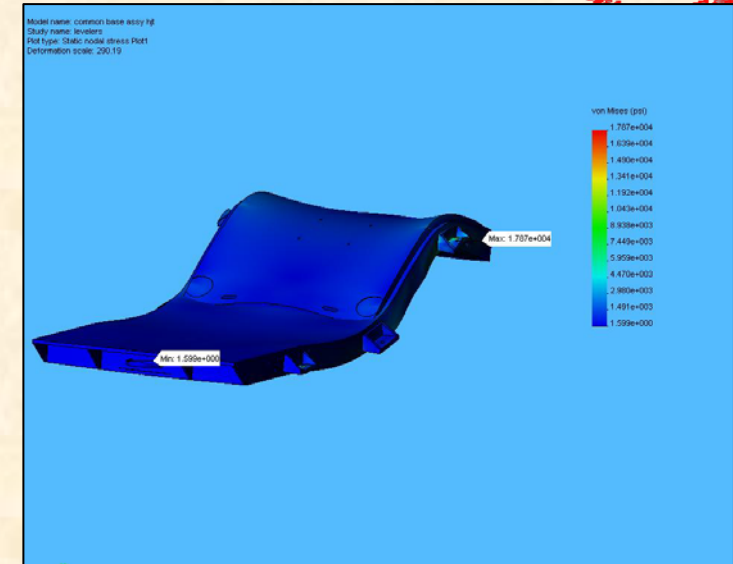 Model name: common base assy hjt
Study name: levelers
Plot type: Static nodal stress Plot1
Deformation scale: 290.19
von Mises (psi)
1.787e+004
1.639e+004
1.490e+004
1.341e+004
1.192e+004
1.043e+004
8.938e+003
7.449e+003
5.959e+003
4.470e+003
2.980e+003
1.491e+003
1.599e+000
Max: 1.787e+004
Min: 1.599e+000